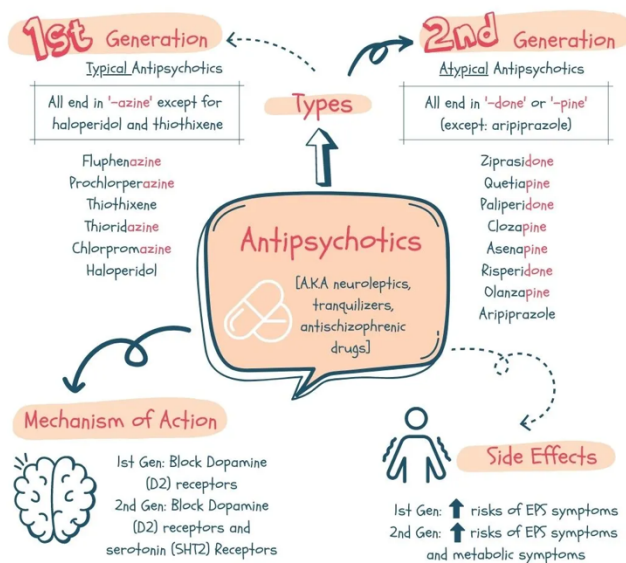 1st Generation
Typical Antipsychotics
All end in '-azine' except for
haloperidol and thiothixene
Fluphenazine
Prochlorperazine
Thiothixene
Thioridazine
Chlorpromazine
Haloperidol
Types
2nd Generation
Atypical Antipsychotics
All end in '-done' or '-pine'
(except: aripiprazole)
Ziprasidone
Quetiapine
Paliperidone
Clozapine
Asenapine
Risperidone
Olanzapine
Aripiprazole
Antipsychotics
[A.K.A neuroleptics,
tranquilizers,
antischizophrenic
drugs]
Mechanism of Action
1st Gen: Block Dopamine
(D2) receptors
2nd Gen: Block Dopamine
(D2) receptors and
serotonin (SHT2) Receptors
Side Effects
1st Gen: ⬆ risks of EPS symptoms
2nd Gen: ⬆ risks of EPS symptoms
and metabolic symptoms